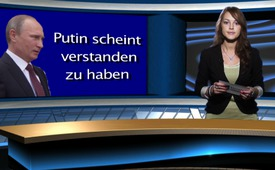 Putin scheint
verstanden
zu haben